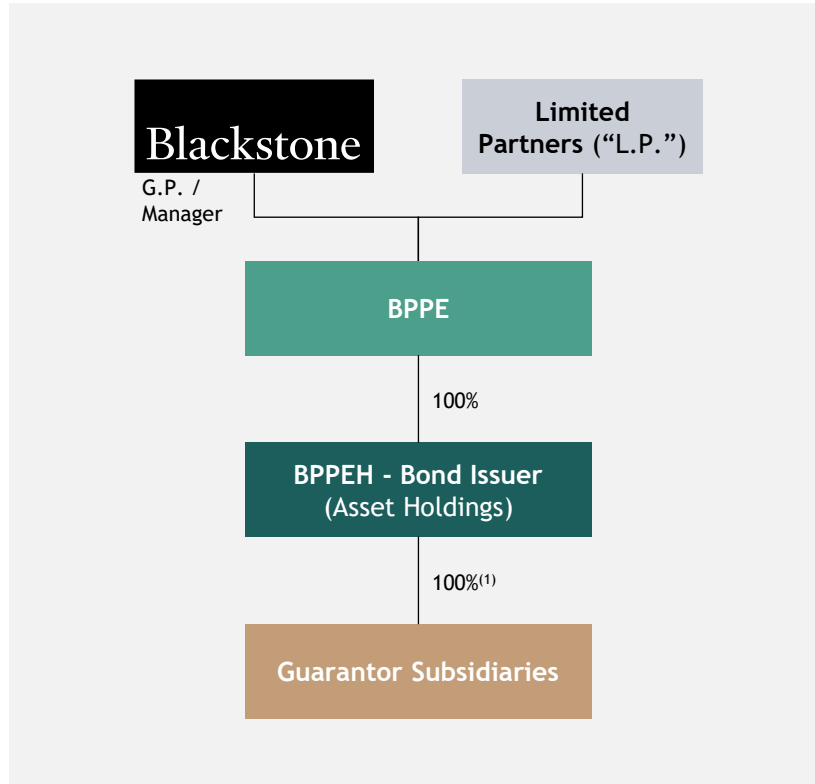 Blackstone
Limited
Partners (“L.P.”)
G.P. /
Manager
BPPE
100%
BPPEH - Bond Issuer
(Asset Holdings)
100%(1)
Guarantor Subsidiaries